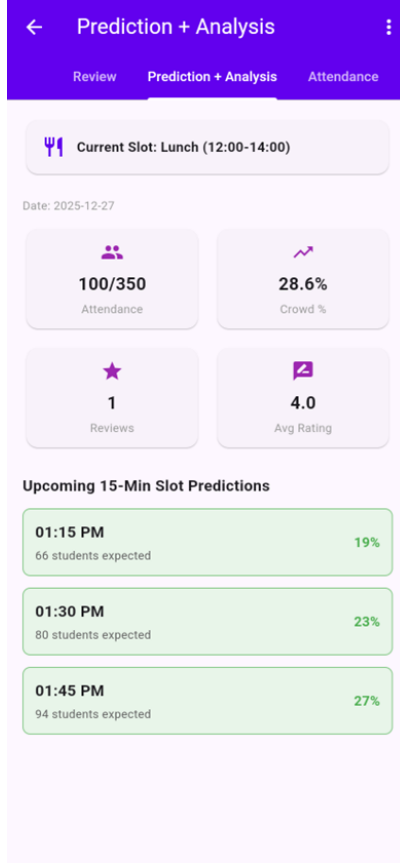 Prediction + Analysis
Review Prediction + Analysis Attendance
Current Slot: Lunch (12:00-14:00)
Date: 2025-12-27
100/350
Attendance
28.6%
Crowd %
1
Reviews
4.0
Avg Rating
Upcoming 15-Min Slot Predictions
01:15 PM
66 students expected
19%
01:30 PM
80 students expected
23%
01:45 PM
94 students expected
27%